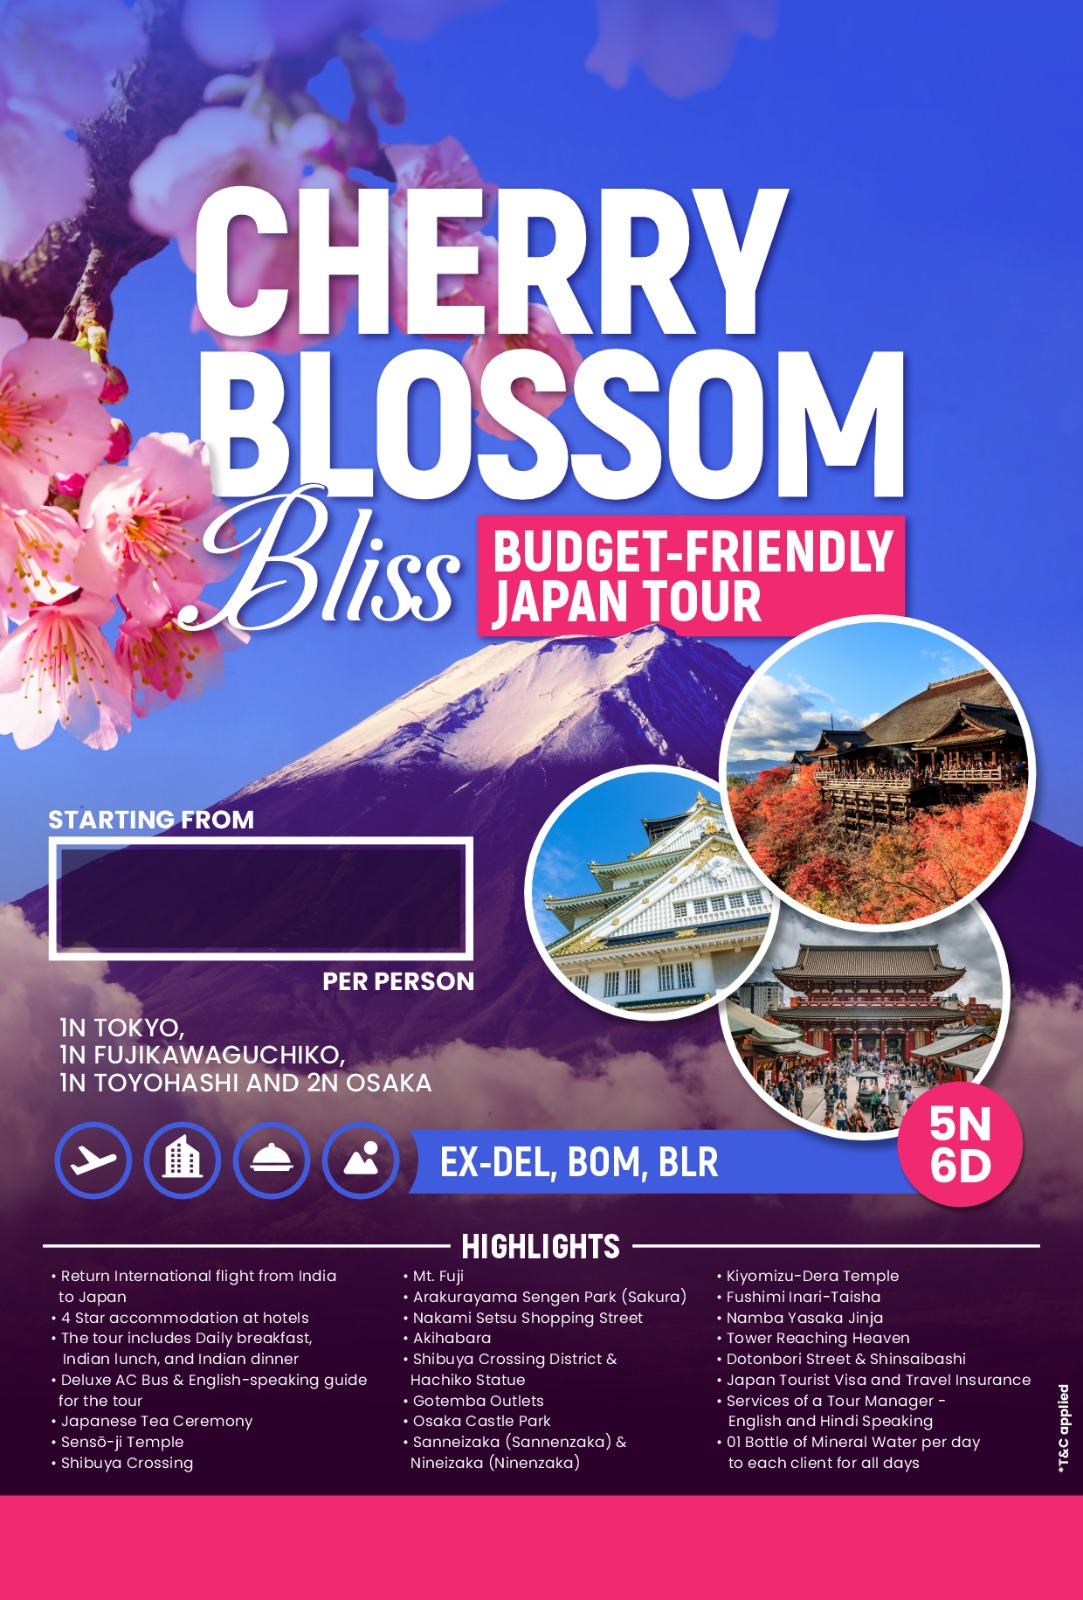 CHERRY
BLOSSOM
Bliss
BUDGET-FRIENDLY
JAPAN TOUR
STARTING FROM
PER PERSON
1N TOKYO,
1N FUJIKAWAGUCHIKO,
1N TOYOHASHI AND 2N OSAKA
EX-DEL, BOM, BLR
5N
6D
HIGHLIGHTS
• Return International flight from India
to Japan
• 4 Star accommodation at hotels
• The tour includes Daily breakfast,
Indian lunch, and Indian dinner
• Deluxe AC Bus & English-speaking guide
for the tour
• Japanese Tea Ceremony
• Sensō-ji Temple
• Shibuya Crossing
• Mt. Fuji
• Arakurayama Sengen Park (Sakura)
• Nakami Setsu Shopping Street
• Akihabara
• Shibuya Crossing District &
Hachiko Statue
• Gotemba Outlets
• Osaka Castle Park
• Sanneizaka (Sannenzaka) &
Nineizaka (Ninenzaka)
• Kiyomizu-Dera Temple
• Fushimi Inari-Taisha
• Namba Yasaka Jinja
• Tower Reaching Heaven
• Dotonbori Street & Shinsaibashi
• Japan Tourist Visa and Travel Insurance
• Services of a Tour Manager -
English and Hindi Speaking
• 01 Bottle of Mineral Water per day
to each client for all days
*T&C applied